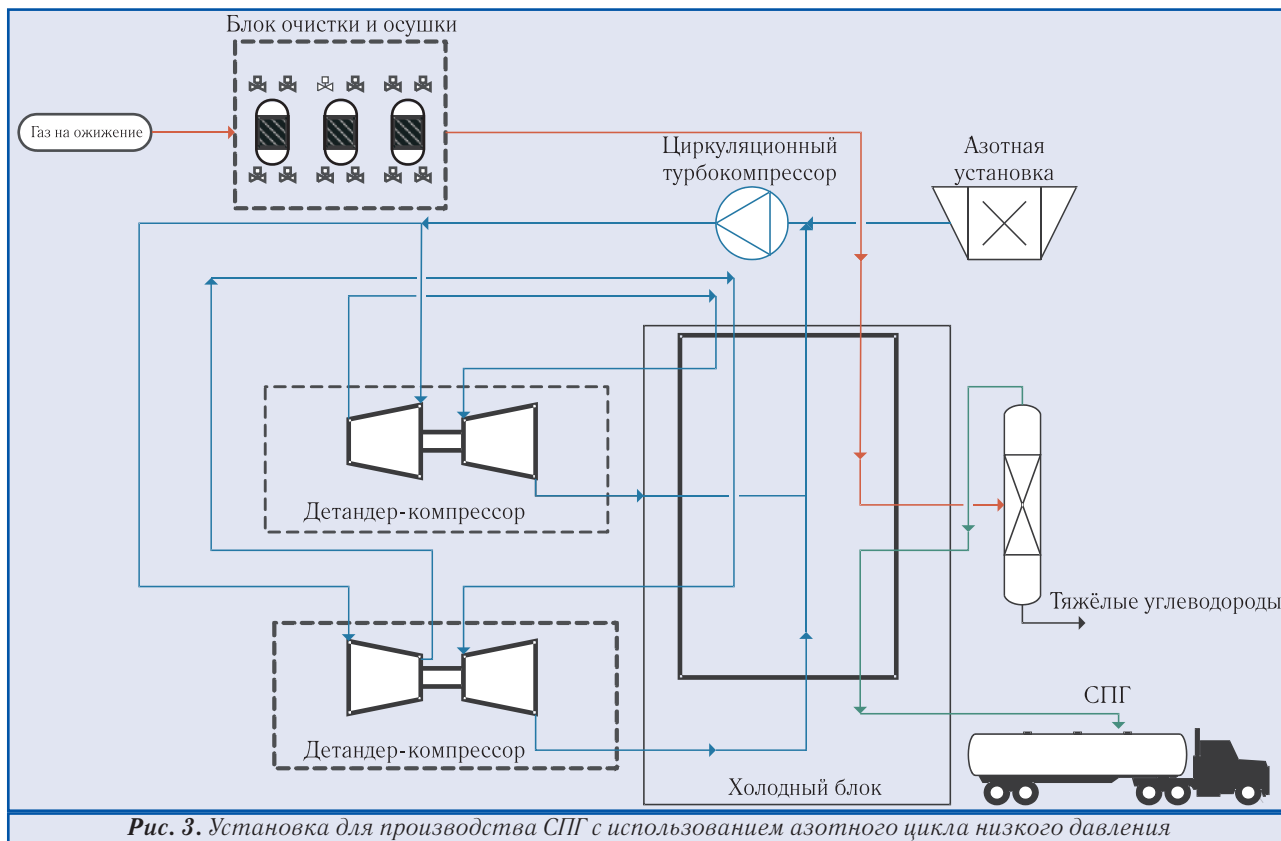 Блок очистки и осушки
Газ на ожижение
Циркуляционный
турбокомпрессор
Азотная
установка
Детандер-компрессор
Тяжёлые углеводороды
СПГ
Детандер-компрессор
Холодный блок
Рис. 3. Установка для производства СПГ с использованием азотного цикла низкого давления